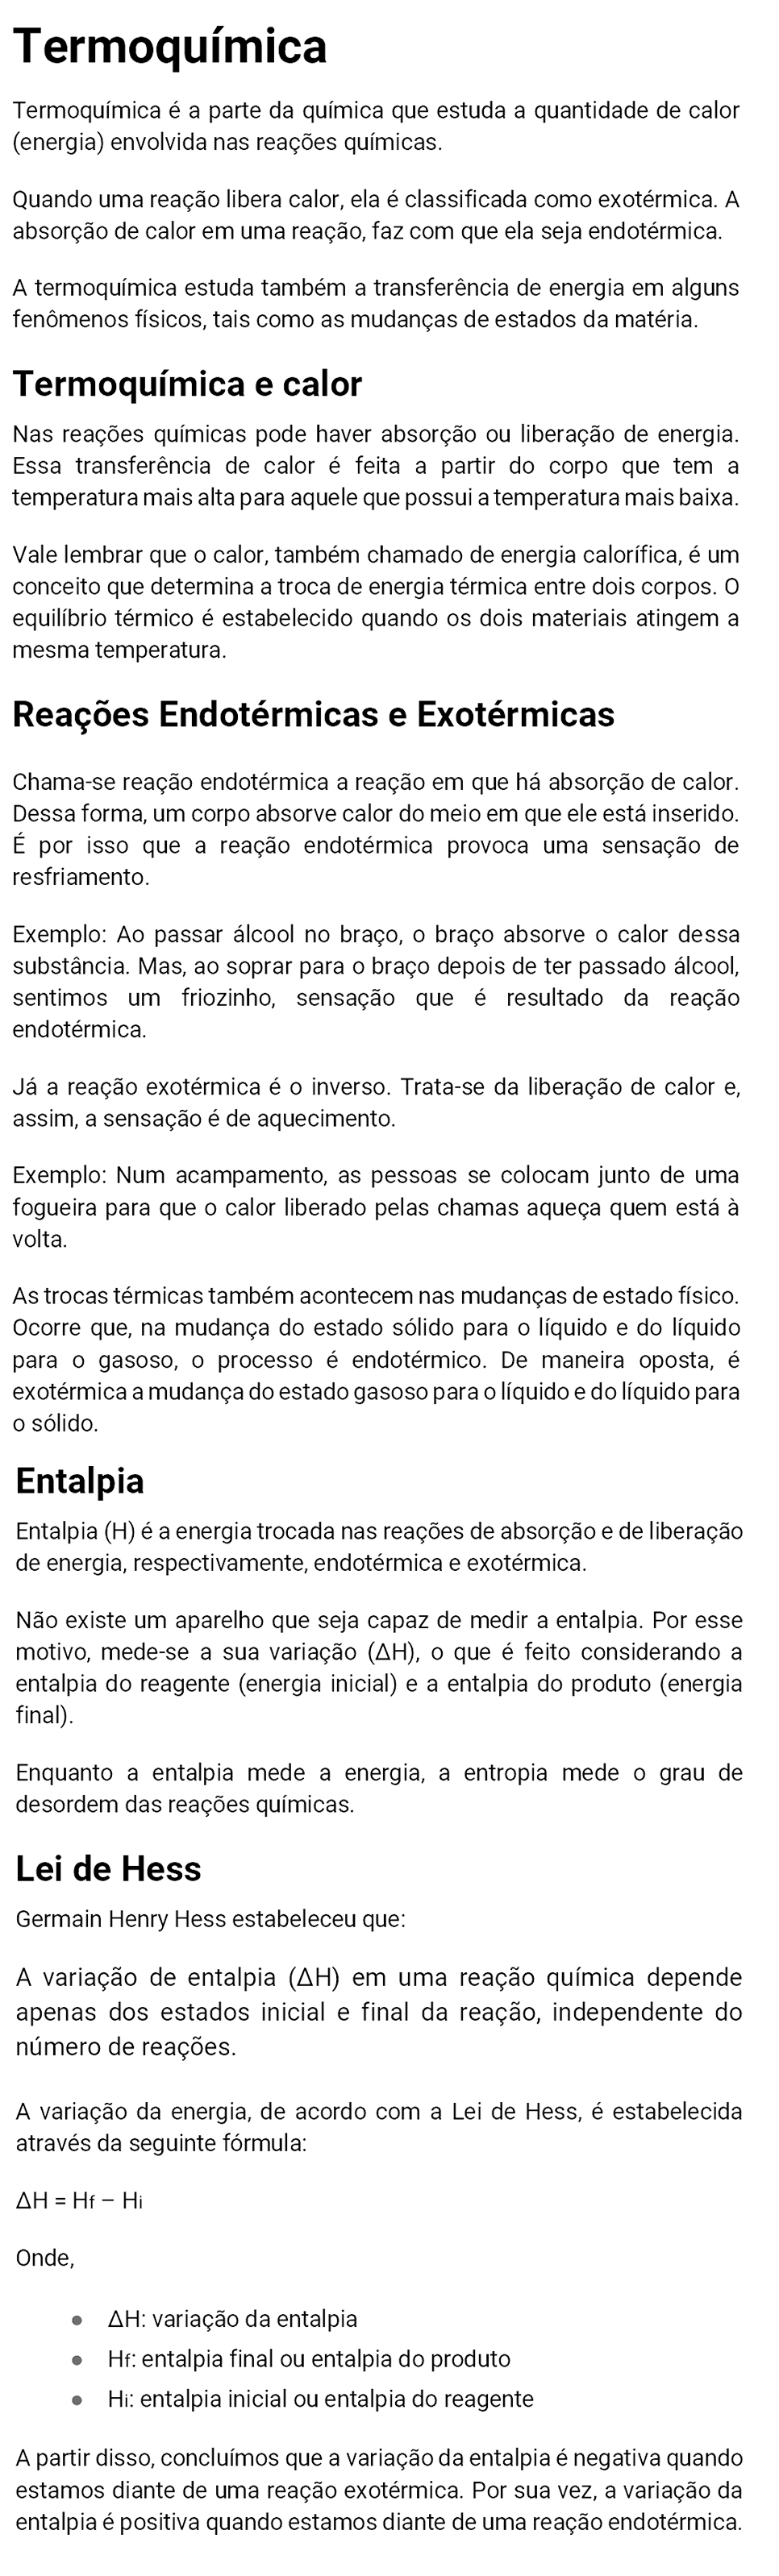 Termoquímica
Termoquímica é a parte da química que estuda a quantidade de calor
(energia) envolvida nas reações químicas.
Quando uma reação libera calor, ela é classificada como exotérmica. A
absorção de calor em uma reação, faz com que ela seja endotérmica.
A termoquímica estuda também a transferência de energia em alguns
fenômenos físicos, tais como as mudanças de estados da matéria.
Termoquímica e calor
Nas reações químicas pode haver absorção ou liberação de energia.
Essa transferência de calor é feita a partir do corpo que tem a
temperatura mais alta para aquele que possui a temperatura mais baixa.
Vale lembrar que o calor, também chamado de energia calorífica, é um
conceito que determina a troca de energia térmica entre dois corpos. O
equilíbrio térmico é estabelecido quando os dois materiais atingem a
mesma temperatura.
Reações Endotérmicas e Exotérmicas
Chama-se reação endotérmica a reação em que há absorção de calor.
Dessa forma, um corpo absorve calor do meio em que ele está inserido.
É por isso que a reação endotérmica provoca uma sensação de
resfriamento.
Exemplo: Ao passar álcool no braço, o braço absorve o calor dessa
substância. Mas, ao soprar para o braço depois de ter passado álcool,
sentimos um friozinho, sensação que é resultado da reação
endotérmica.
Já a reação exotérmica é o inverso. Trata-se da liberação de calor e,
assim, a sensação é de aquecimento.
Exemplo: Num acampamento, as pessoas se colocam junto de uma
fogueira para que o calor liberado pelas chamas aqueça quem está à
volta.
As trocas térmicas também acontecem nas mudanças de estado físico.
Ocorre que, na mudança do estado sólido para o líquido e do líquido
para o gasoso, o processo é endotérmico. De maneira oposta, é
exotérmica a mudança do estado gasoso para o líquido e do líquido para
o sólido.
Entalpia
Entalpia (H) é a energia trocada nas reações de absorção e de liberação
de energia, respectivamente, endotérmica e exotérmica.
Não existe um aparelho que seja capaz de medir a entalpia. Por esse
motivo, mede-se a sua variação (ΔH), o que é feito considerando a
entalpia do reagente (energia inicial) e a entalpia do produto (energia
final).
Enquanto a entalpia mede a energia, a entropia mede o grau de
desordem das reações químicas.
Lei de Hess
Germain Henry Hess estabeleceu que:
A variação de entalpia (ΔH) em uma reação química depende
apenas dos estados inicial e final da reação, independente do
número de reações.
A variação da energia, de acordo com a Lei de Hess, é estabelecida
através da seguinte fórmula:
ΔH = Hf – Hi
Onde,
● ΔH: variação da entalpia
● Hf: entalpia final ou entalpia do produto
● Hi: entalpia inicial ou entalpia do reagente
A partir disso, concluímos que a variação da entalpia é negativa quando
estamos diante de uma reação exotérmica. Por sua vez, a variação da
entalpia é positiva quando estamos diante de uma reação endotérmica.